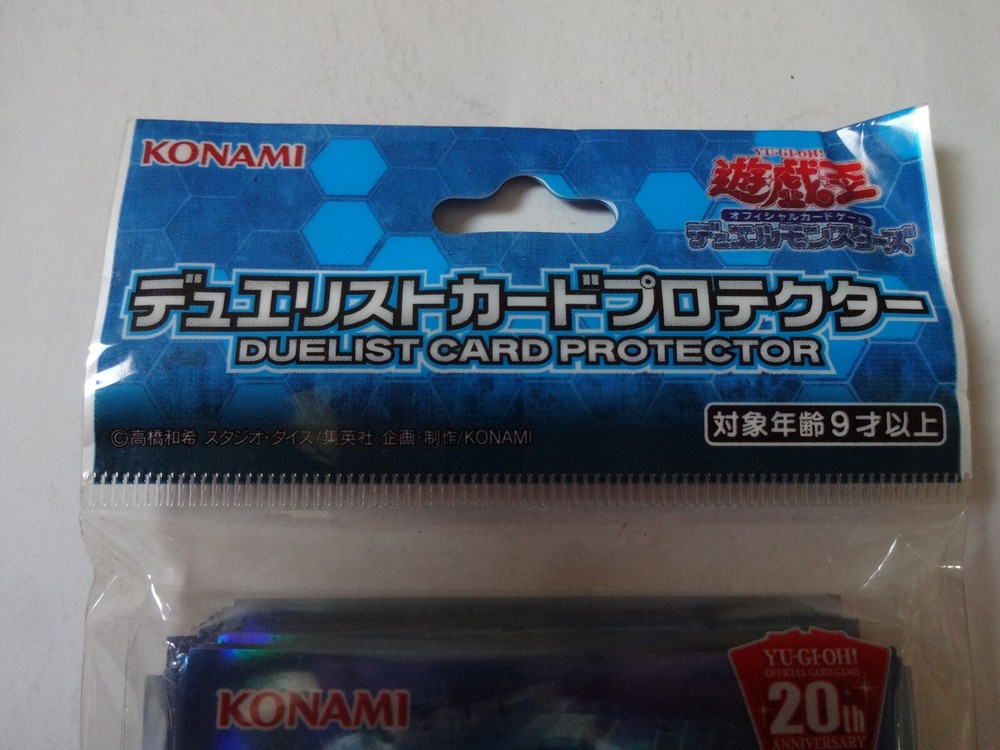 KONAMI
YU-GI-OH!
遊戯王
オフィシャルカードゲーム
デュエルモンスターズ
デュエリストカードプロテクター
DUELIST CARD PROTECTOR
©高橋和希 スタジオ・ダイス/集英社 企画・制作/KONAMI
対象年齢9才以上
YU-GI-OH!
OFFICIAL CARD GAME
20th
ANNIVERSARY
KONAMI